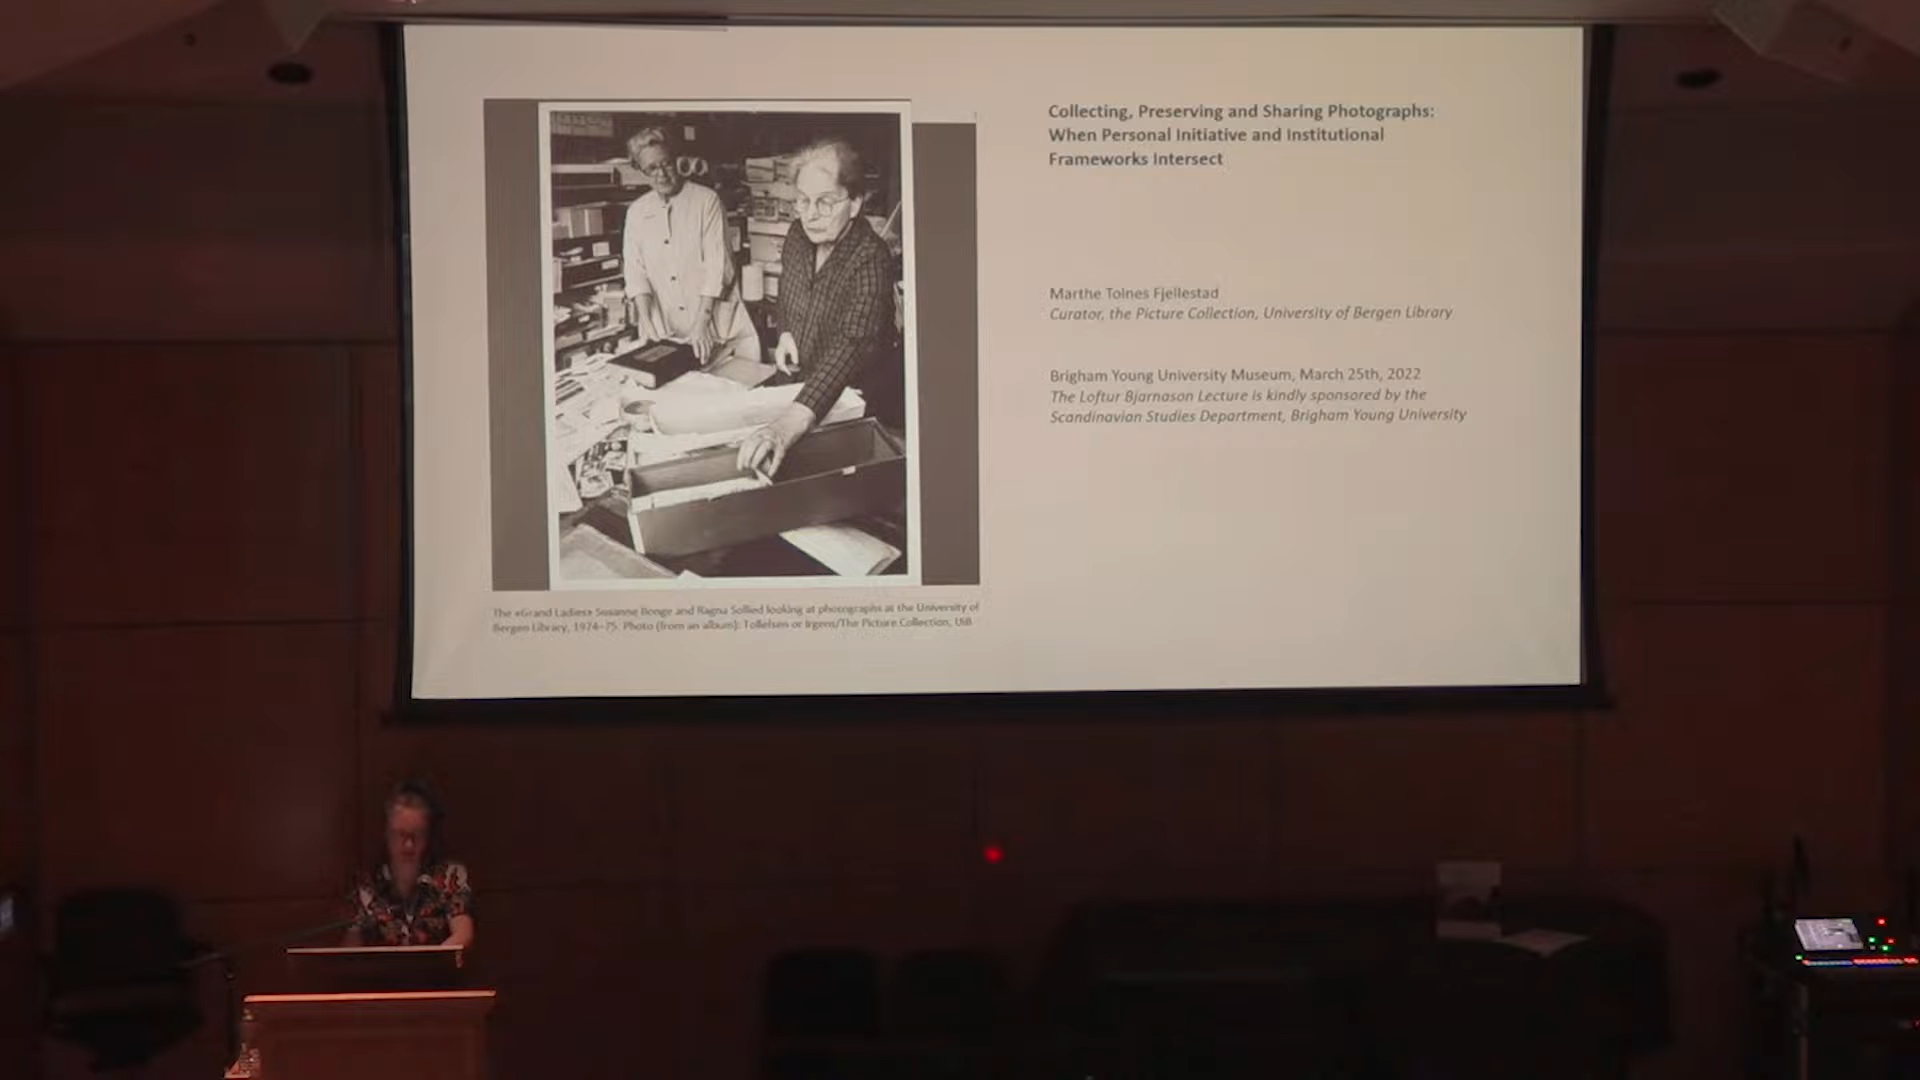 Collecting, Preserving and Sharing Photographs:
When Personal Initiative and Institutional
Frameworks Intersect
Marthe Tolnes Fjellestad
Curator, the Picture Collection, University of Bergen Library
Brigham Young University Museum, March 25th, 2022
The Loftur Bjarnason Lecture is kindly sponsored by the
Scandinavian Studies Department, Brigham Young University
The «Grand Ladies» Susanne Bonge and Ragna Sollied looking at photographs at the University of
Bergen Library, 1974–75. Photo (from an album): Tollefsen or Irgens/The Picture Collection, UiB